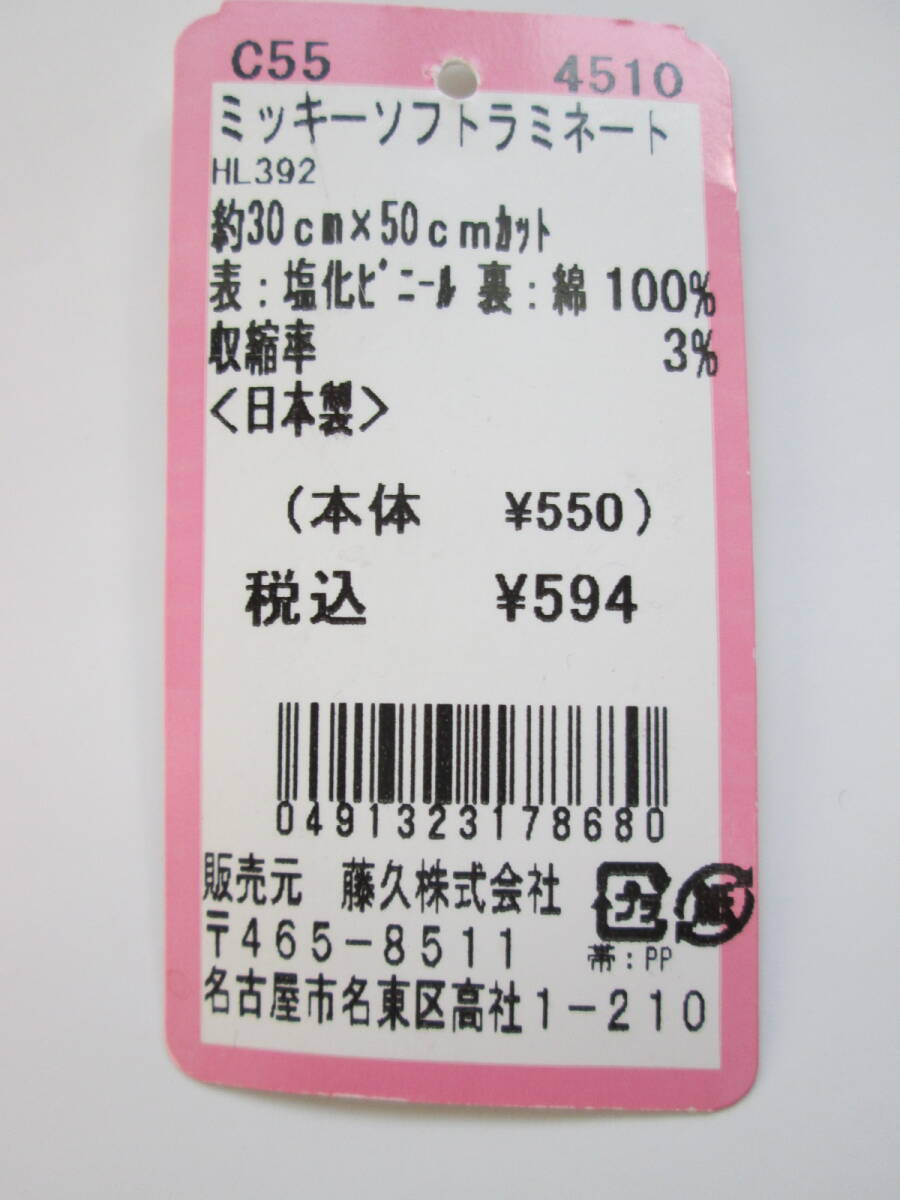 C55 4510
ミッキーソフトラミネート
HL392
約30cm×50cmｶｯﾄ
表:塩化ﾋﾞﾆｰﾙ 裏:綿 100%
収縮率 3%
<日本製>
(本体 ¥550)
税込 ¥594
0491323178680
販売元 藤久株式会社
プラ 紙
〒465-8511
帯:PP
名古屋市名東区高社1-210